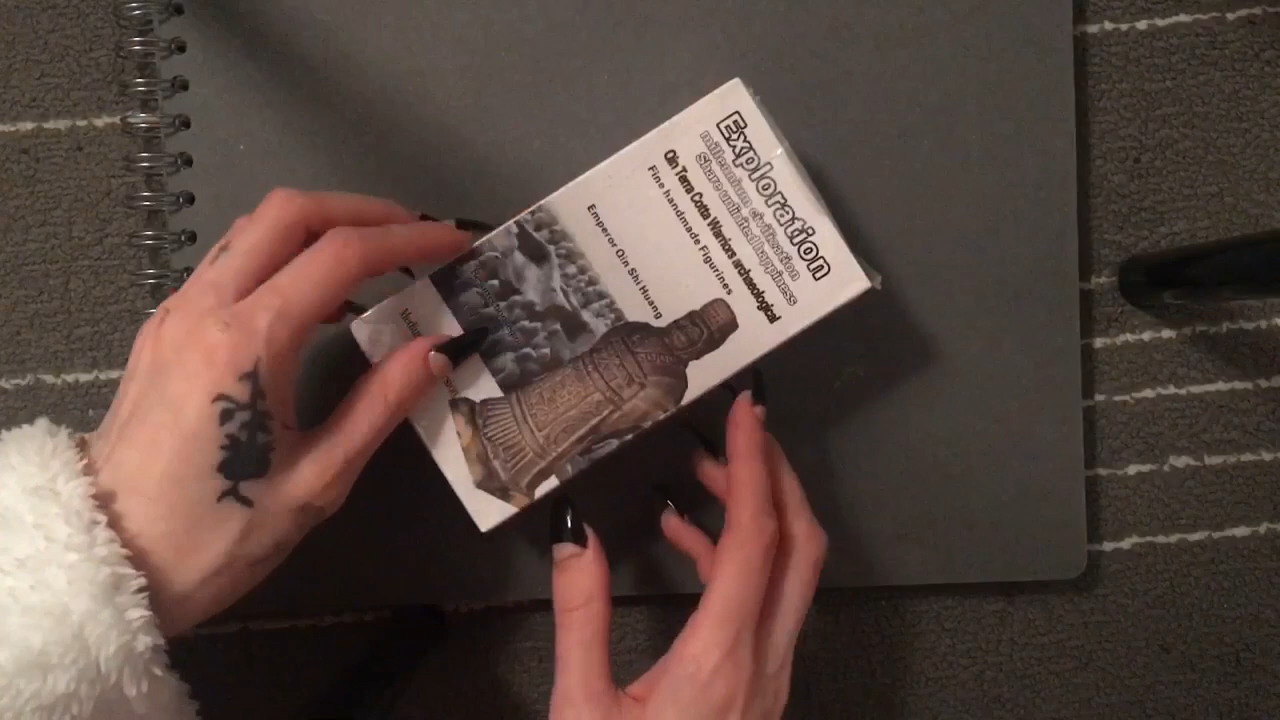 Exploration
millennium civilization
Share unlimited happiness
Qin Terra Cotta Warriors archaeological
Fine handmade Figurines
Emperor Qin Shi Huang